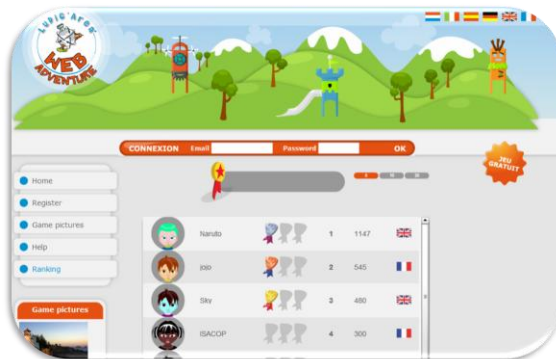 Ludic'Area
WEB
ADVENTURE
CONNEXION Email Password OK
JEU
GRATUIT
Home
Register
Game pictures
Help
Ranking
Naruto 1 1147
jojo 2 545
Sky 3 480
ISACOP 4 300
Game pictures